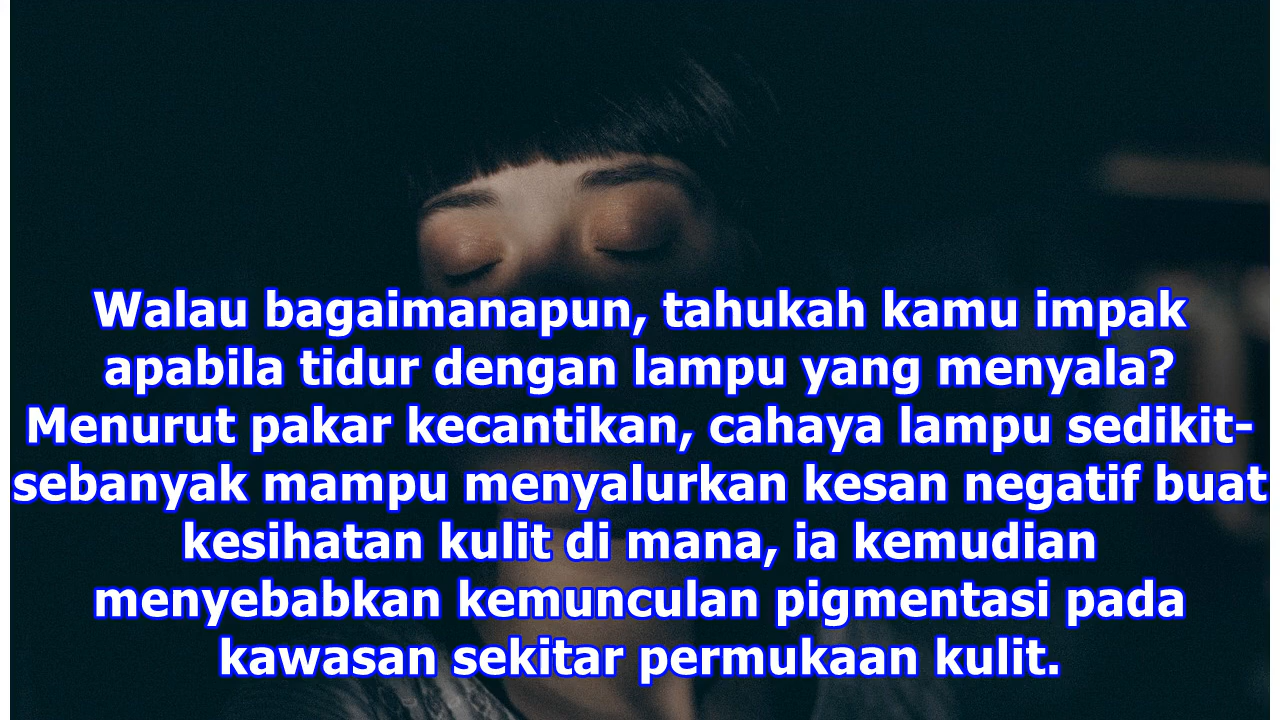 Walau bagaimanapun, tahukah kamu impak
apabila tidur dengan lampu yang menyala?
Menurut pakar kecantikan, cahaya lampu sedikit-
sebanyak mampu menyalurkan kesan negatif buat
kesihatan kulit di mana, ia kemudian
menyebabkan kemunculan pigmentasi pada
kawasan sekitar permukaan kulit.